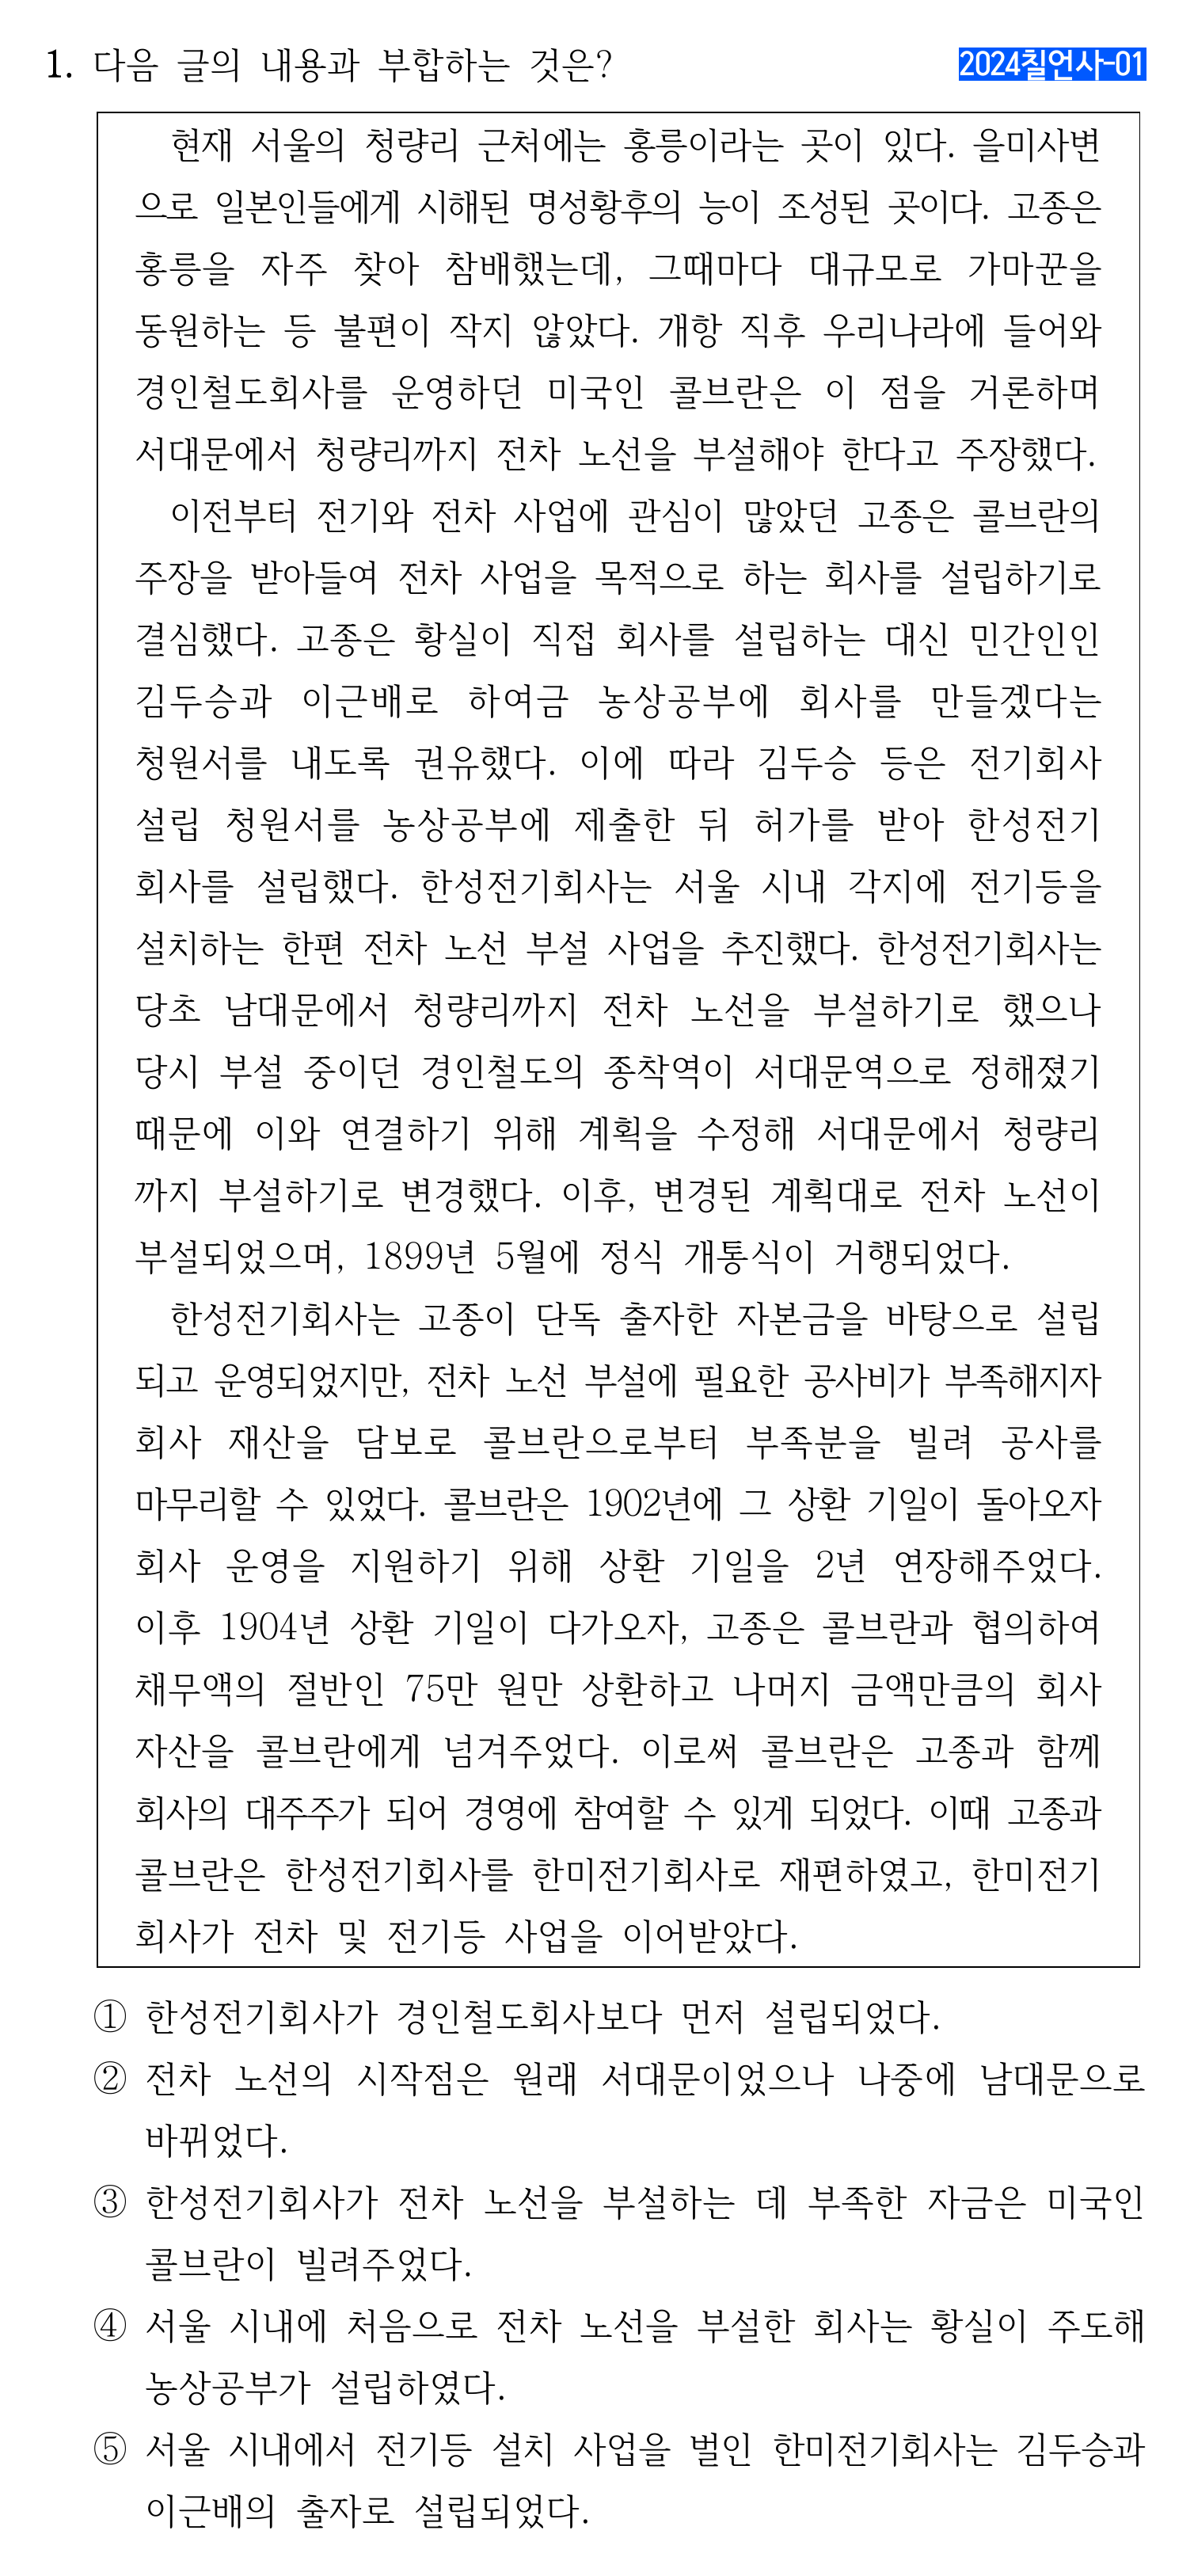 1. 다음 글의 내용과 부합하는 것은?
2024칠언사-01
현재 서울의 청량리 근처에는 홍릉이라는 곳이 있다. 을미사변
으로 일본인들에게 시해된 명성황후의 능이 조성된 곳이다. 고종은
홍릉을 자주 찾아 참배했는데, 그때마다 대규모로 가마꾼을
동원하는 등 불편이 작지 않았다. 개항 직후 우리나라에 들어와
경인철도회사를 운영하던 미국인 콜브란은 이 점을 거론하며
서대문에서 청량리까지 전차 노선을 부설해야 한다고 주장했다.
이전부터 전기와 전차 사업에 관심이 많았던 고종은 콜브란의
주장을 받아들여 전차 사업을 목적으로 하는 회사를 설립하기로
결심했다. 고종은 황실이 직접 회사를 설립하는 대신 민간인인
김두승과 이근배로 하여금 농상공부에 회사를 만들겠다는
청원서를 내도록 권유했다. 이에 따라 김두승 등은 전기회사
설립 청원서를 농상공부에 제출한 뒤 허가를 받아 한성전기
회사를 설립했다. 한성전기회사는 서울 시내 각지에 전기등을
설치하는 한편 전차 노선 부설 사업을 추진했다. 한성전기회사는
당초 남대문에서 청량리까지 전차 노선을 부설하기로 했으나
당시 부설 중이던 경인철도의 종착역이 서대문역으로 정해졌기
때문에 이와 연결하기 위해 계획을 수정해 서대문에서 청량리
까지 부설하기로 변경했다. 이후, 변경된 계획대로 전차 노선이
부설되었으며, 1899년 5월에 정식 개통식이 거행되었다.
한성전기회사는 고종이 단독 출자한 자본금을 바탕으로 설립
되고 운영되었지만, 전차 노선 부설에 필요한 공사비가 부족해지자
회사 재산을 담보로 콜브란으로부터 부족분을 빌려 공사를
마무리할 수 있었다. 콜브란은 1902년에 그 상환 기일이 돌아오자
회사 운영을 지원하기 위해 상환 기일을 2년 연장해주었다.
이후 1904년 상환 기일이 다가오자, 고종은 콜브란과 협의하여
채무액의 절반인 75만 원만 상환하고 나머지 금액만큼의 회사
자산을 콜브란에게 넘겨주었다. 이로써 콜브란은 고종과 함께
회사의 대주주가 되어 경영에 참여할 수 있게 되었다. 이때 고종과
콜브란은 한성전기회사를 한미전기회사로 재편하였고, 한미전기
회사가 전차 및 전기등 사업을 이어받았다.
① 한성전기회사가 경인철도회사보다 먼저 설립되었다.
② 전차 노선의 시작점은 원래 서대문이었으나 나중에 남대문으로
바뀌었다.
③ 한성전기회사가 전차 노선을 부설하는 데 부족한 자금은 미국인
콜브란이 빌려주었다.
④ 서울 시내에 처음으로 전차 노선을 부설한 회사는 황실이 주도해
농상공부가 설립하였다.
⑤ 서울 시내에서 전기등 설치 사업을 벌인 한미전기회사는 김두승과
이근배의 출자로 설립되었다.